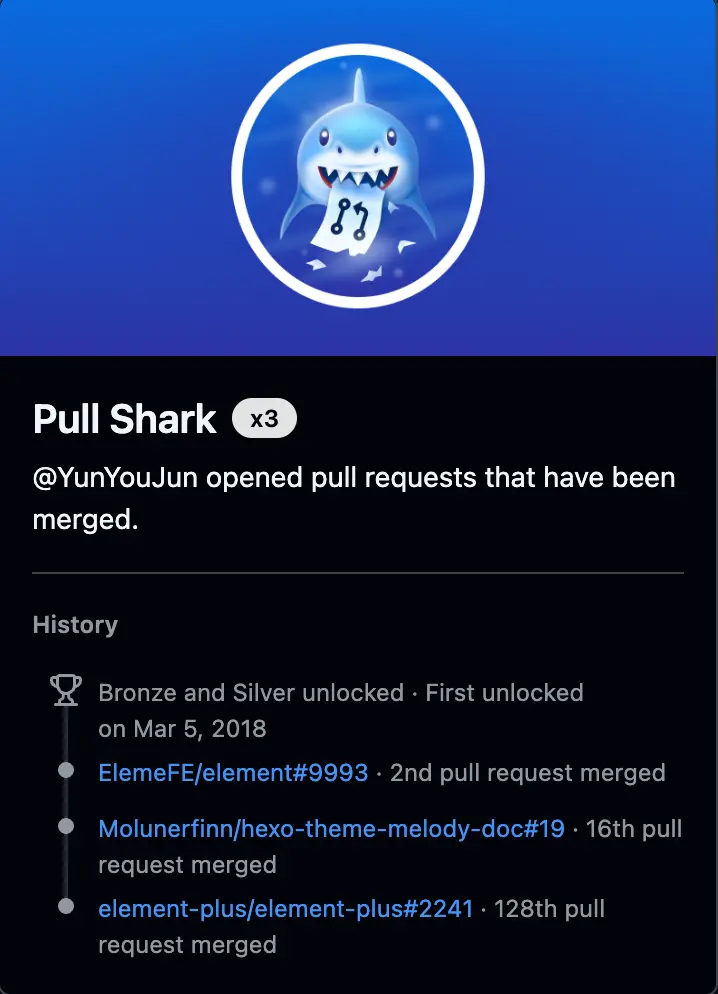 Pull Shark x3
@YunYouJun opened pull requests that have been
merged.
History
Bronze and Silver unlocked · First unlocked
on Mar 5, 2018
ElemeFE/element#9993 · 2nd pull request merged
Molunerfinn/hexo-theme-melody-doc#19 · 16th pull
request merged
element-plus/element-plus#2241 · 128th pull
request merged